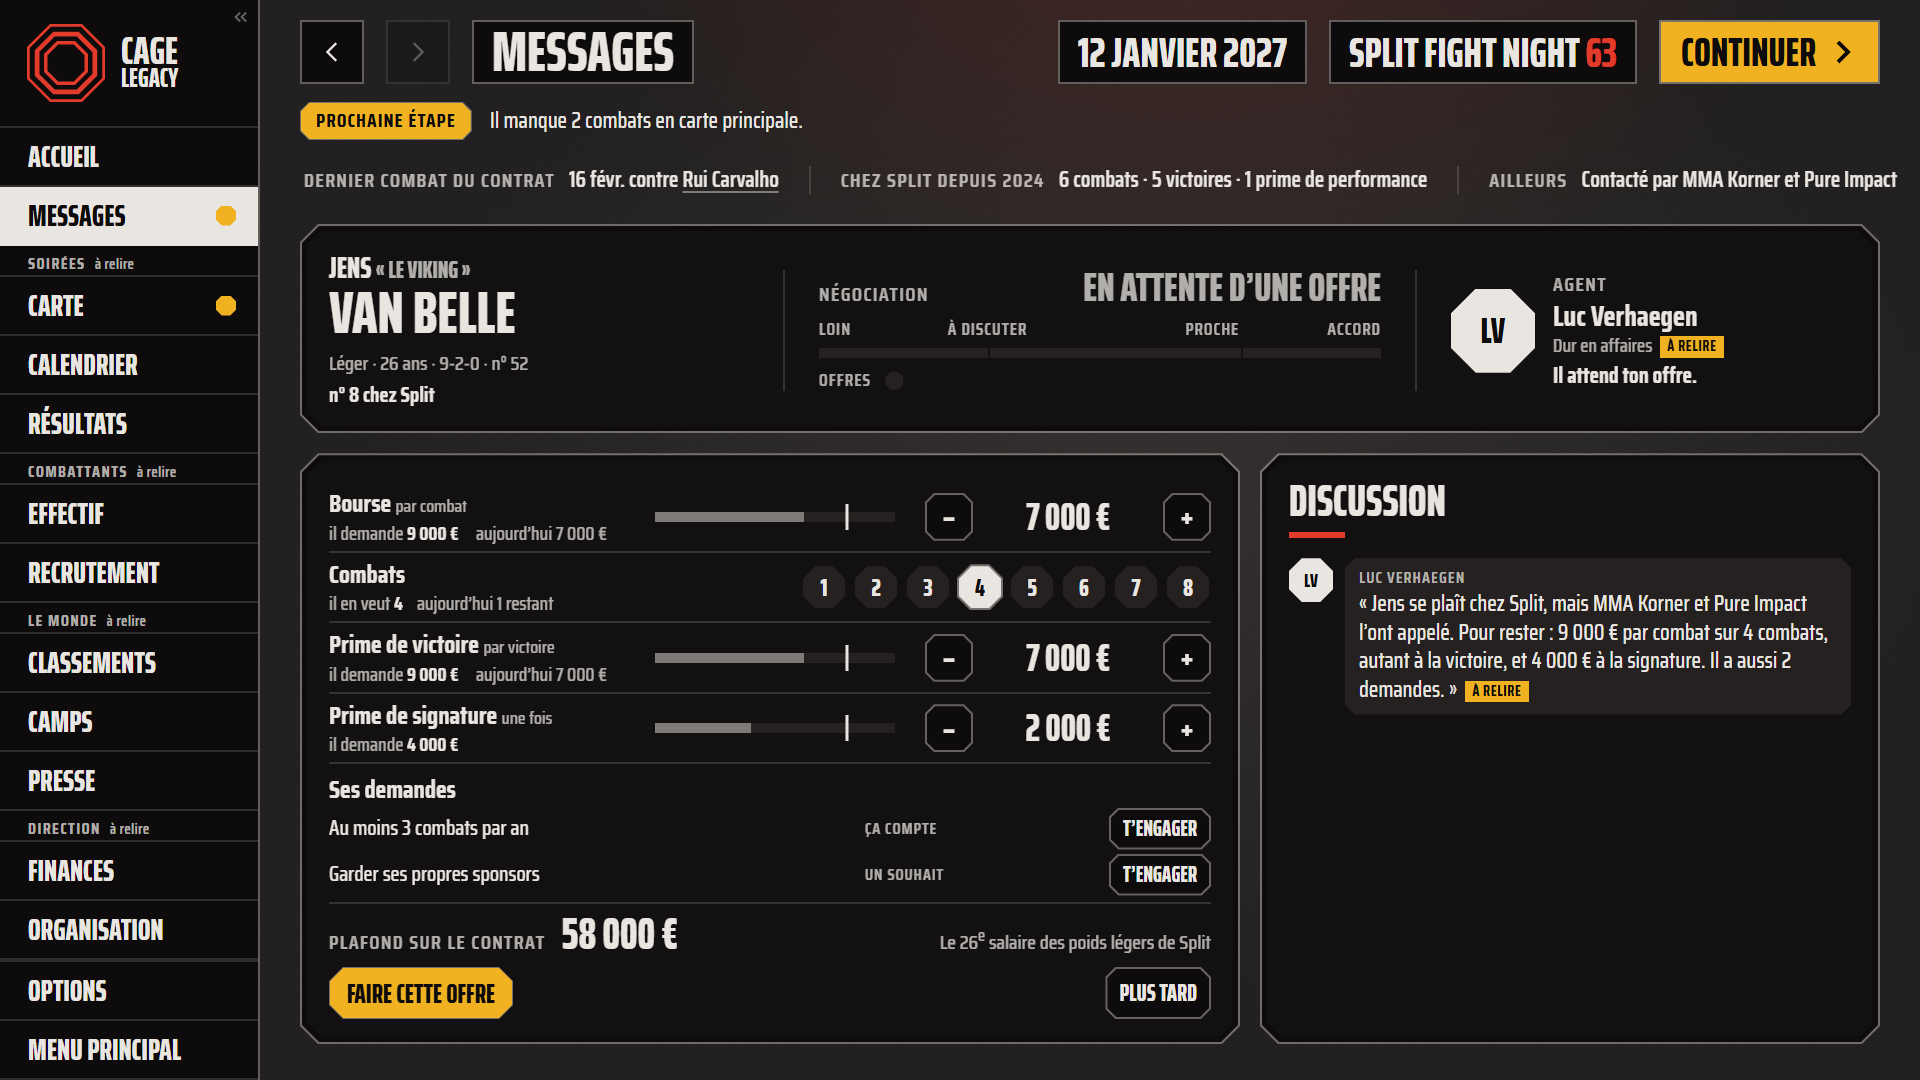 «
CAGE
LEGACY
MESSAGES
12 JANVIER 2027
SPLIT FIGHT NIGHT 63
CONTINUER
PROCHAINE ÉTAPE
Il manque 2 combats en carte principale.
DERNIER COMBAT DU CONTRAT 16 févr. contre Rui Carvalho
CHEZ SPLIT DEPUIS 2024 6 combats · 5 victoires · 1 prime de performance
AILLEURS Contacté par MMA Korner et Pure Impact
ACCUEIL
MESSAGES
SOIRÉES à relire
CARTE
CALENDRIER
RÉSULTATS
COMBATTANTS à relire
EFFECTIF
RECRUTEMENT
LE MONDE à relire
CLASSEMENTS
CAMPS
PRESSE
DIRECTION à relire
FINANCES
ORGANISATION
OPTIONS
MENU PRINCIPAL
JENS « LE VIKING »
VAN BELLE
Léger · 26 ans · 9-2-0 · n° 52
n° 8 chez Split
NÉGOCIATION
EN ATTENTE D’UNE OFFRE
LOIN À DISCUTER PROCHE ACCORD
OFFRES
LV
AGENT
Luc Verhaegen
Dur en affaires À RELIRE
Il attend ton offre.
Bourse par combat
il demande 9 000 € aujourd’hui 7 000 €
– 7 000 € +
Combats
il en veut 4 aujourd’hui 1 restant
1 2 3 4 5 6 7 8
Prime de victoire par victoire
il demande 9 000 € aujourd’hui 7 000 €
– 7 000 € +
Prime de signature une fois
il demande 4 000 €
– 2 000 € +
Ses demandes
Au moins 3 combats par an ÇA COMPTE T’ENGAGER
Garder ses propres sponsors UN SOUHAIT T’ENGAGER
PLAFOND SUR LE CONTRAT 58 000 €
Le 26e salaire des poids légers de Split
FAIRE CETTE OFFRE
PLUS TARD
DISCUSSION
LV
LUC VERHAEGEN
« Jens se plaît chez Split, mais MMA Korner et Pure Impact
l’ont appelé. Pour rester : 9 000 € par combat sur 4 combats,
autant à la victoire, et 4 000 € à la signature. Il a aussi 2
demandes. » À RELIRE